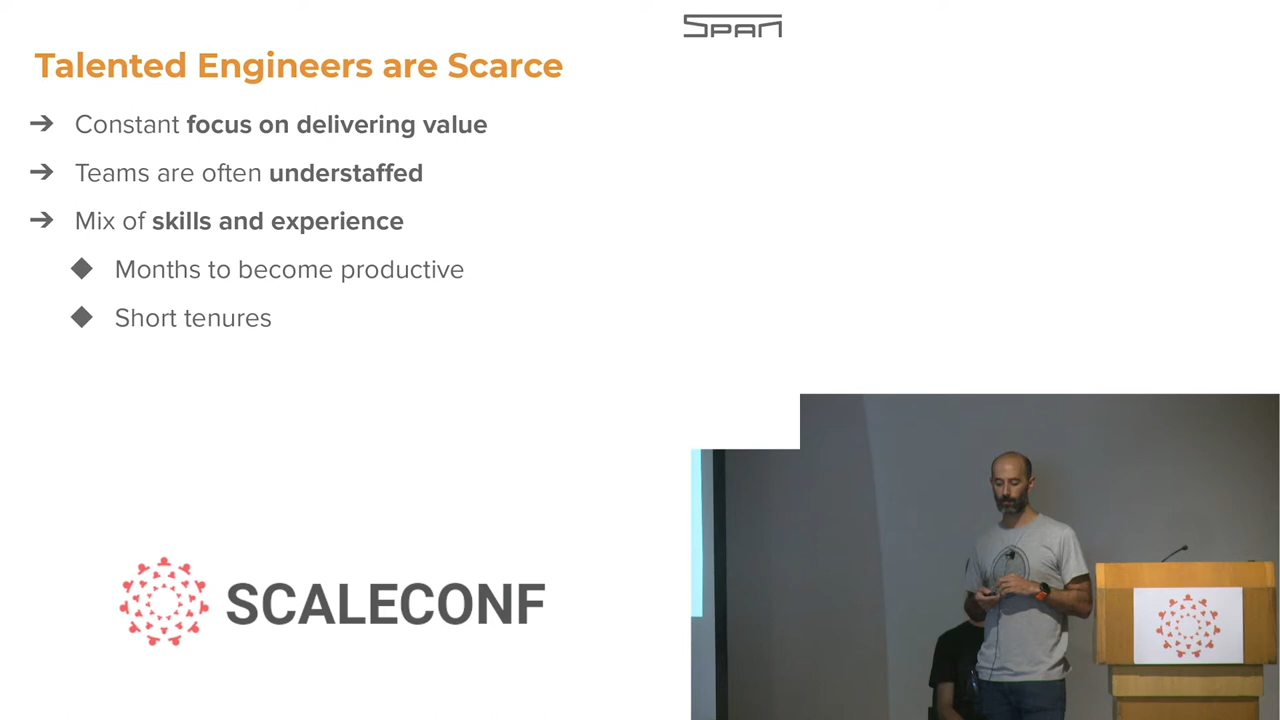 SPAN
Talented Engineers are Scarce
➔ Constant focus on delivering value
➔ Teams are often understaffed
➔ Mix of skills and experience
◆ Months to become productive
◆ Short tenures
SCALECONF